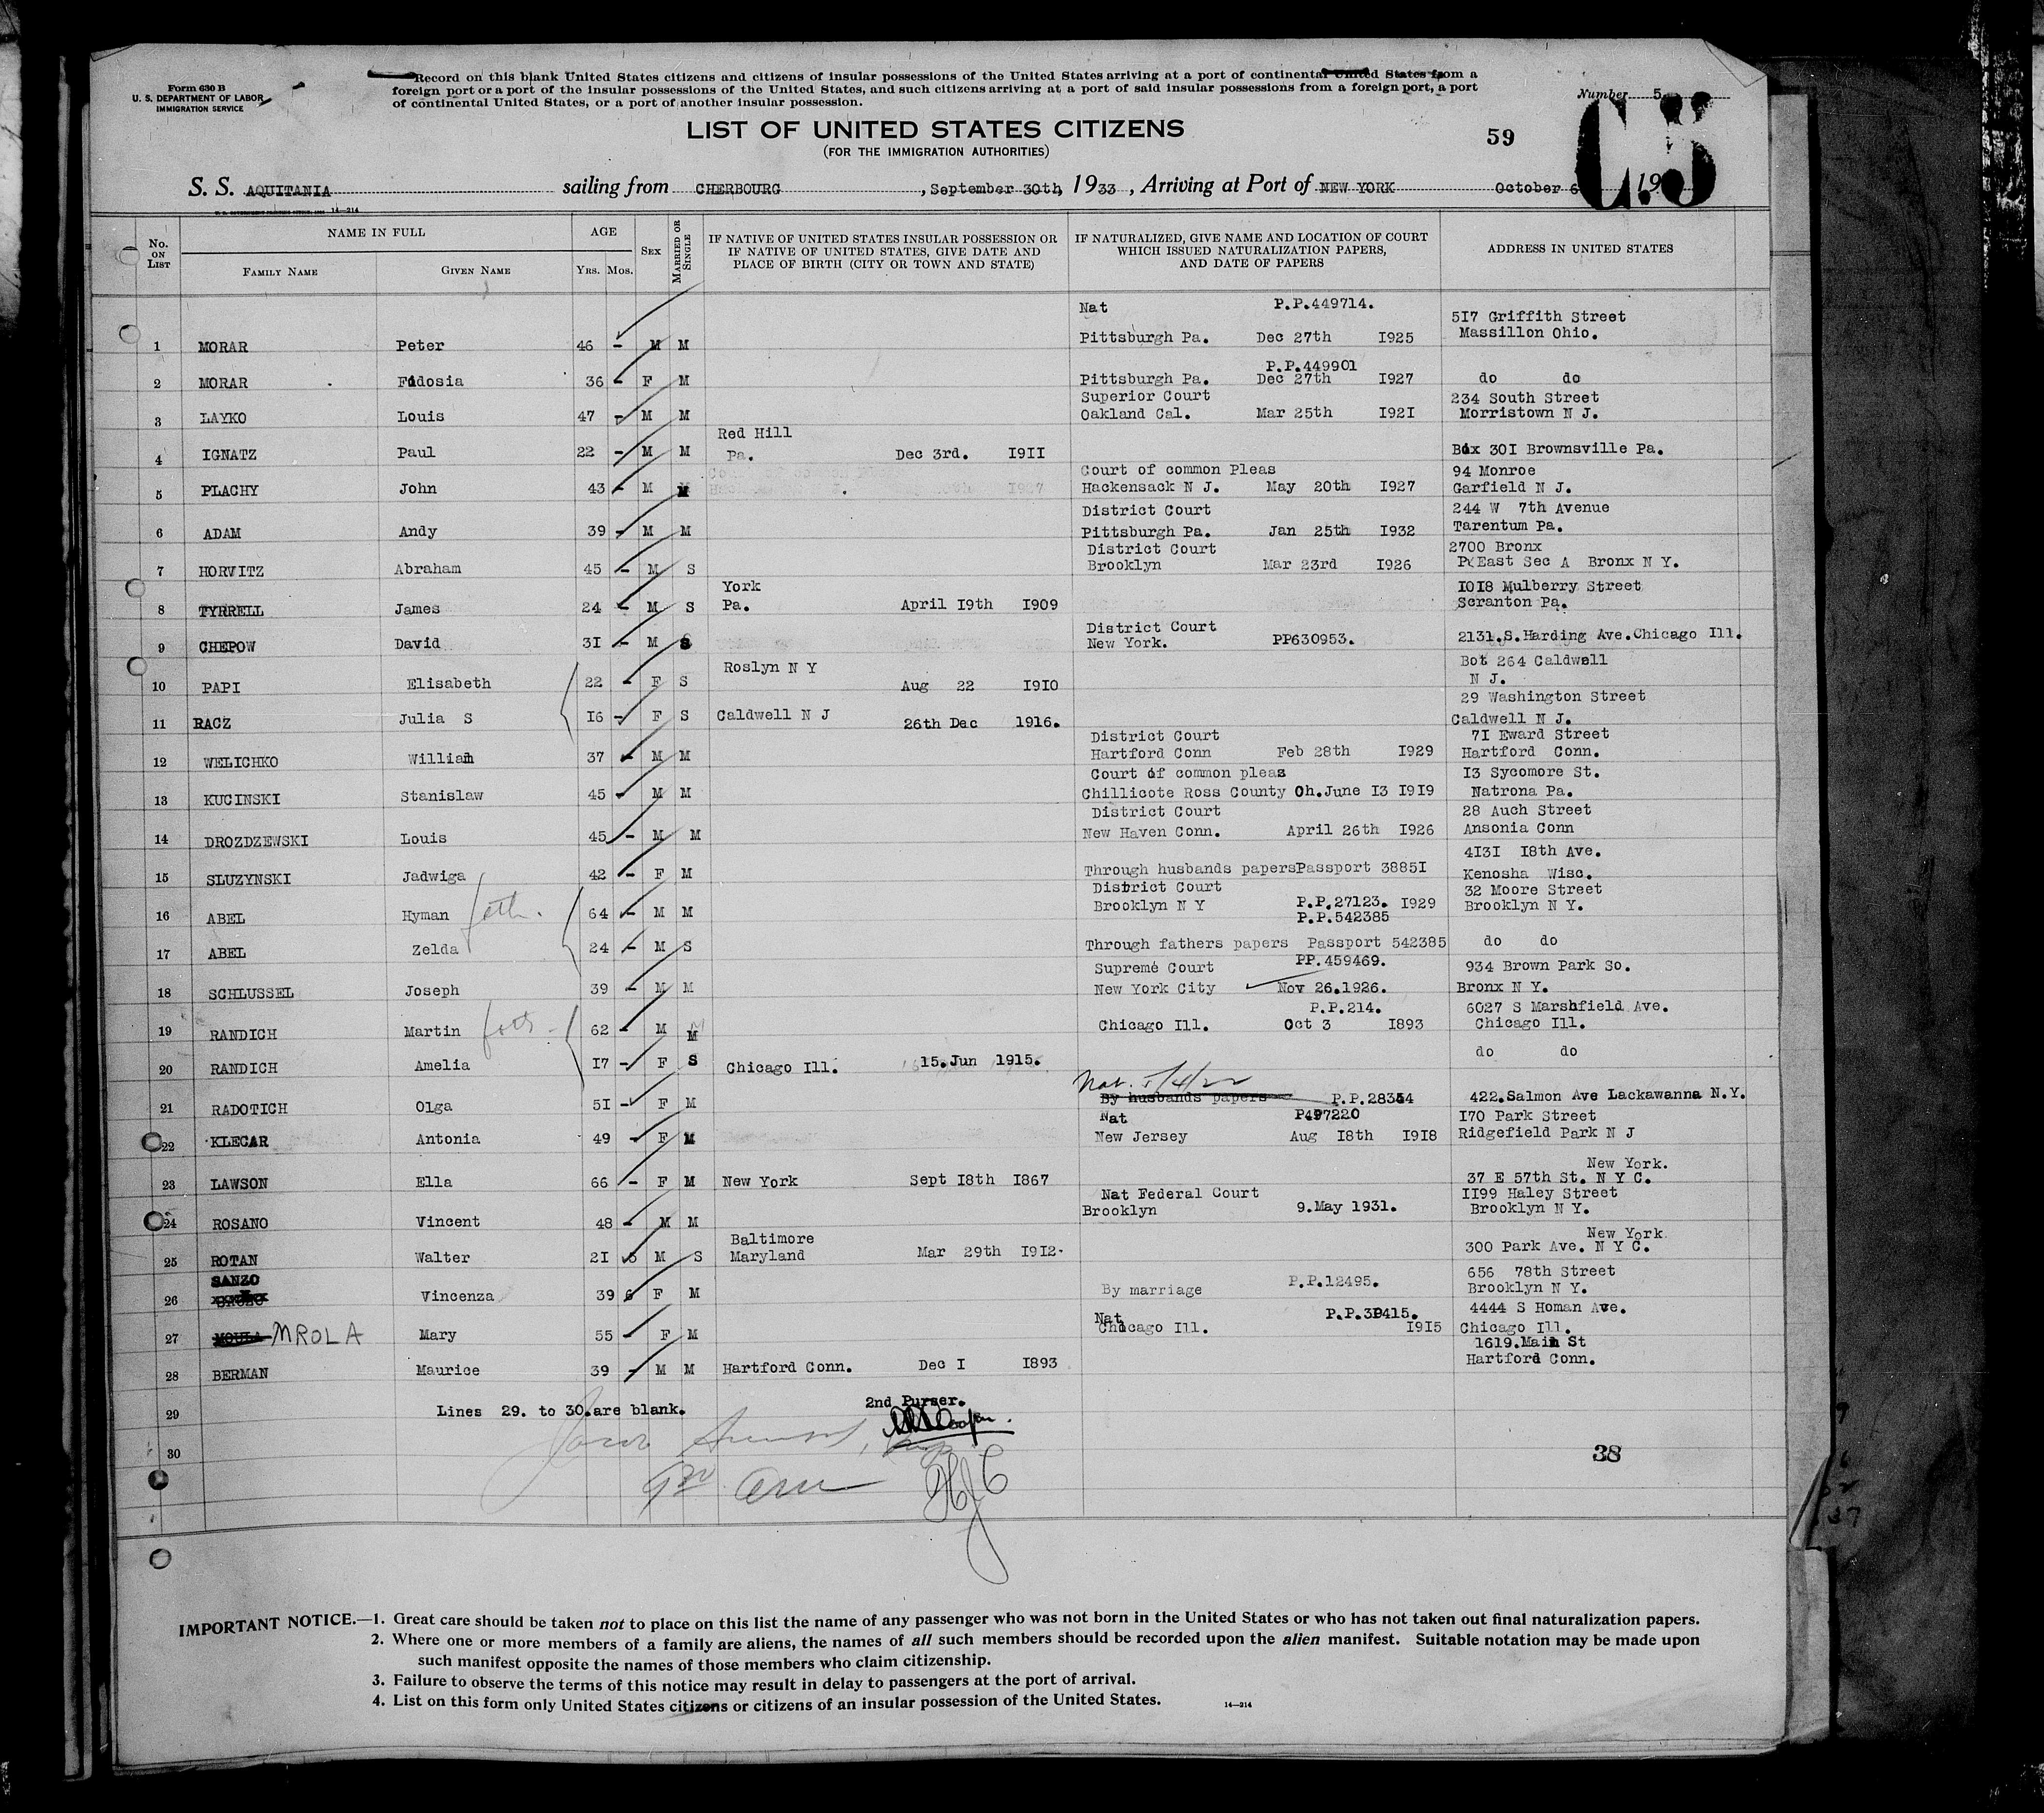 Form 630 B
U. S. DEPARTMENT OF LABOR
IMMIGRATION SERVICE
Record on this blank United States citizens and citizens of insular possessions of the United States arriving at a port of continental United States from a
foreign port or a port of the insular possessions of the United States, and such citizens arriving at a port of said insular possessions from a foreign port, a port
of continental United States, or a port of another insular possession.
Number 5
LIST OF UNITED STATES CITIZENS
(FOR THE IMMIGRATION AUTHORITIES)
59
S. S. AQUITANIA sailing from CHERBOURG , September 30th, 1933 , Arriving at Port of NEW YORK October 6 19
14-214
No. ON LIST
NAME IN FULL
FAMILY NAME
GIVEN NAME
AGE
YRS. MOS.
SEX
MARRIED OR SINGLE
IF NATIVE OF UNITED STATES INSULAR POSSESSION OR
IF NATIVE OF UNITED STATES, GIVE DATE AND
PLACE OF BIRTH (CITY OR TOWN AND STATE)
IF NATURALIZED, GIVE NAME AND LOCATION OF COURT
WHICH ISSUED NATURALIZATION PAPERS,
AND DATE OF PAPERS
ADDRESS IN UNITED STATES
Nat P.P.449714. 517 Griffith Street
1 MORAR Peter 46 - M M Pittsburgh Pa. Dec 27th 1925 Massillon Ohio.
P.P.449901
2 MORAR Fidosia 36 - F M Pittsburgh Pa. Dec 27th 1927 do do
Superior Court 234 South Street
3 LAYKO Louis 47 - M M Oakland Cal. Mar 25th 1921 Morristown N J.
Red Hill
4 IGNATZ Paul 22 - M M Pa. Dec 3rd. 1911 Box 301 Brownsville Pa.
Court of common Pleas 94 Monroe
5 PLACHY John 43 - M M Hackensack N J. May 20th 1927 Garfield N J.
District Court 244 W 7th Avenue
6 ADAM Andy 39 - M M Pittsburgh Pa. Jan 25th 1932 Tarentum Pa.
District Court 2700 Bronx
7 HORVITZ Abraham 45 - M S Brooklyn Mar 23rd 1926 PKEast Sec A Bronx N Y.
York 1018 Mulberry Street
8 TYRRELL James 24 - M S Pa. April 19th 1909 Scranton Pa.
District Court
9 CHEPOW David 31 - M S New York. PP630953. 2131.S.Harding Ave.Chicago Ill.
Roslyn N Y Bot 264 Caldwell
10 PAPI Elisabeth 22 - F S Aug 22 1910 N J.
29 Washington Street
11 RACZ Julia S 16 - F S Caldwell N J 26th Dec 1916. Caldwell N J.
District Court 71 Eward Street
12 WELICHKO William 37 - M M Hartford Conn Feb 28th 1929 Hartford Conn.
Court of common pleas 13 Sycomore St.
13 KUCINSKI Stanislaw 45 - M M Chillicote Ross County Oh.June 13 1919 Natrona Pa.
District Court 28 Auch Street
14 DROZDZEWSKI Louis 45 - M M New Haven Conn. April 26th 1926 Ansonia Conn
4131 18th Ave.
15 SLUZYNSKI Jadwiga 42 - F M Through husbands papersPassport 38851 Kenosha Wisc.
District Court 32 Moore Street
16 ABEL Hyman feth. 64 - M M Brooklyn N Y P.P.27123. 1929 Brooklyn N Y.
P.P.542385
17 ABEL Zelda 24 - M S Through fathers papers Passport 542385 do do
Supreme Court PP.459469. 934 Brown Park So.
18 SCHLUSSEL Joseph 39 - M M New York City Nov 26.1926. Bronx N Y.
P.P.214. 6027 S Marshfield Ave.
19 RANDICH Martin 62 - M M Chicago Ill. Oct 3 1893 Chicago Ill.
20 RANDICH Amelia 17 - F S Chicago Ill. 15.Jun 1915. do do
Nat. 5/4/22
21 RADOTICH Olga 51 - F M By husbands papers P.P.28354 422.Salmon Ave Lackawanna N.Y.
Nat P497220 170 Park Street
22 KLECAR Antonia 49 - F M New Jersey Aug 18th 1918 Ridgefield Park N J
New York.
23 LAWSON Ella 66 - F M New York Sept 18th 1867 37 E 57th St. N Y C.
Nat Federal Court 1199 Haley Street
24 ROSANO Vincent 48 - M M Brooklyn 9.May 1931. Brooklyn N Y.
Baltimore New York
25 ROTAN Walter 21 5 M S Maryland Mar 29th 1912. 300 Park Ave. N Y C.
SANZO 656 78th Street
26 Vincenza 39 6 F M By marriage P.P.12495. Brooklyn N Y.
Nat P.P.39415. 4444 S Homan Ave.
27 MOULA MROLA Mary 55 - F M Chicago Ill. 1915 Chicago Ill.
1619.Main St
28 BERMAN Maurice 39 - M M Hartford Conn. Dec 1 1893 Hartford Conn.
29 Lines 29. to 30.are blank. 2nd Purser.
30
38
IMPORTANT NOTICE.—1. Great care should be taken not to place on this list the name of any passenger who was not born in the United States or who has not taken out final naturalization papers.
2. Where one or more members of a family are aliens, the names of all such members should be recorded upon the alien manifest. Suitable notation may be made upon
such manifest opposite the names of those members who claim citizenship.
3. Failure to observe the terms of this notice may result in delay to passengers at the port of arrival.
4. List on this form only United States citizens or citizens of an insular possession of the United States.
14-214